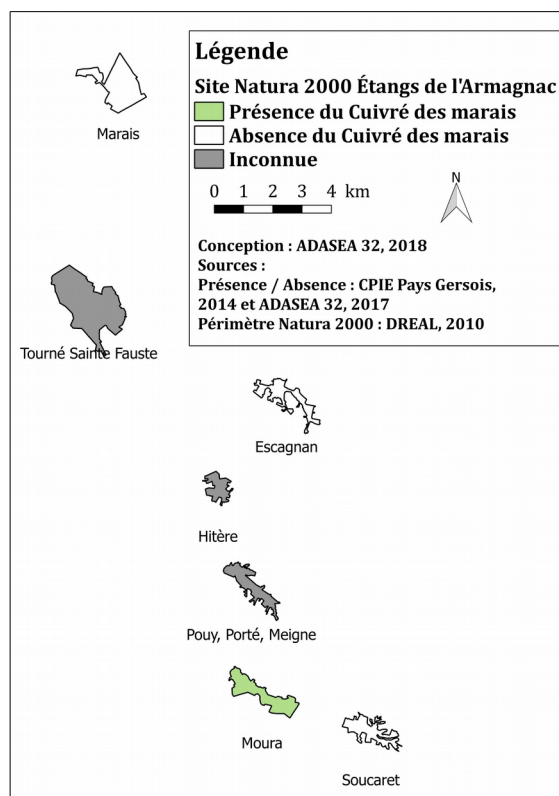 Légende
Site Natura 2000 Étangs de l'Armagnac
Présence du Cuivré des marais
Absence du Cuivré des marais
Inconnue
0 1 2 3 4 km
N
Conception : ADASEA 32, 2018
Sources :
Présence / Absence : CPIE Pays Gersois,
2014 et ADASEA 32, 2017
Périmètre Natura 2000 : DREAL, 2010
Marais
Tourné Sainte Fauste
Escagnan
Hitère
Pouy, Porté, Meigne
Moura
Soucaret